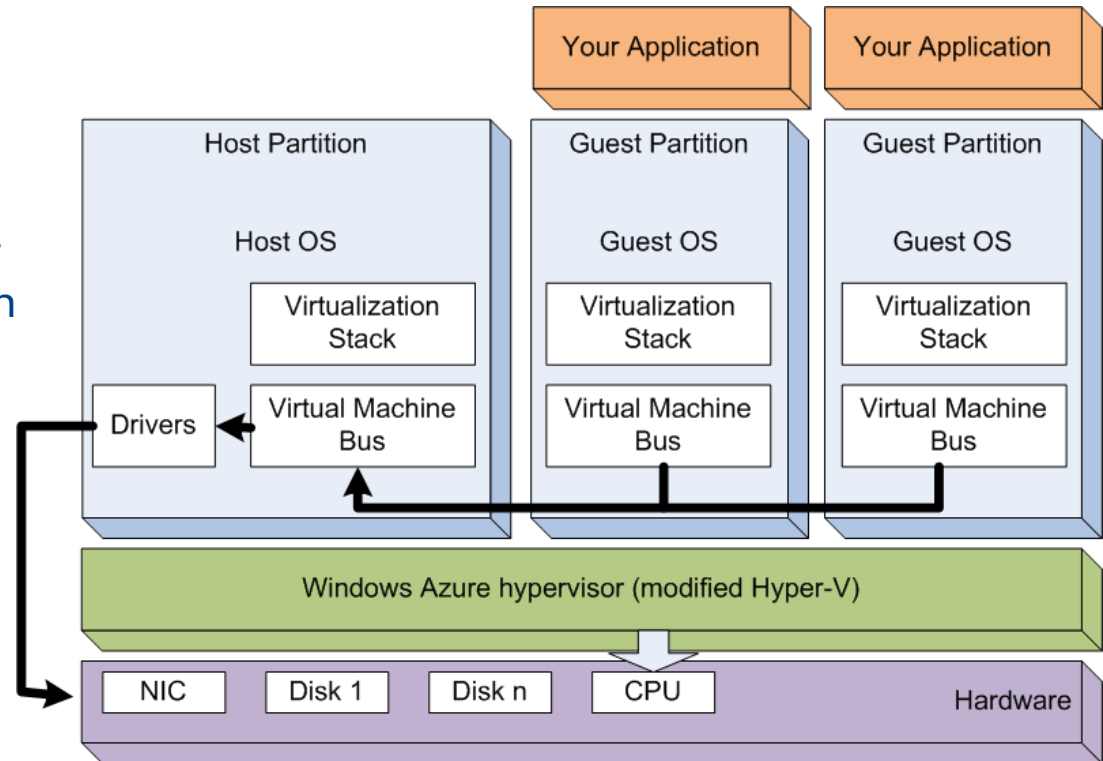 Your Application
Your Application
Host Partition
Guest Partition
Guest Partition
Host OS
Guest OS
Guest OS
Virtualization
Stack
Virtualization
Stack
Virtualization
Stack
Drivers
Virtual Machine
Bus
Virtual Machine
Bus
Virtual Machine
Bus
Windows Azure hypervisor (modified Hyper-V)
NIC
Disk 1
Disk n
CPU
Hardware